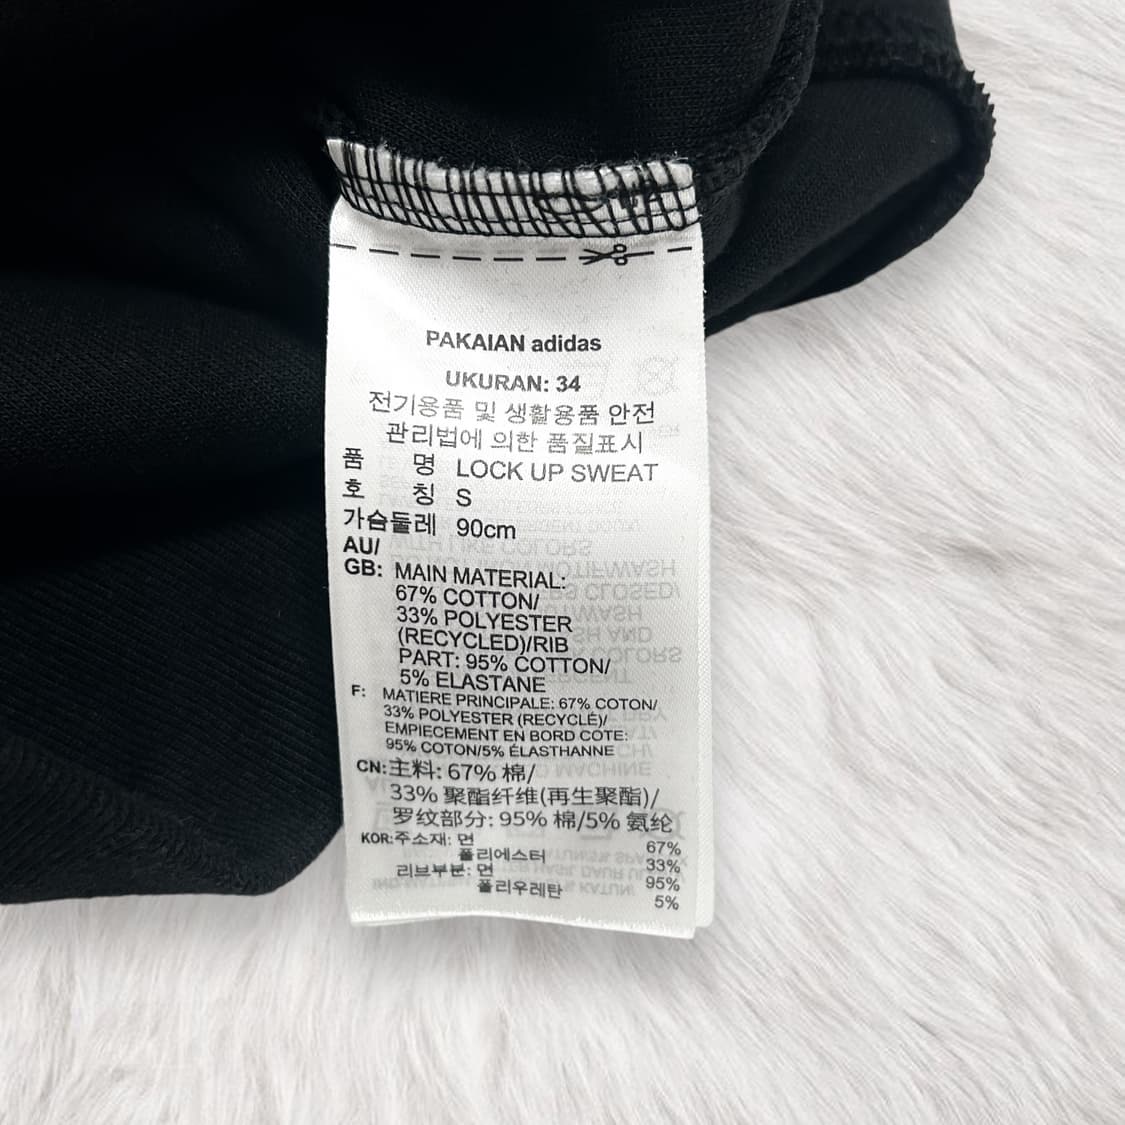 PAKAIAN adidas
UKURAN: 34
전기용품 및 생활용품 안전
관리법에 의한 품질표시
품 명 LOCK UP SWEAT
호 칭 S
가슴둘레 90cm
AU/
GB: MAIN MATERIAL:
67% COTTON/
33% POLYESTER
(RECYCLED)/RIB
PART: 95% COTTON/
5% ELASTANE
F: MATIERE PRINCIPALE: 67% COTON/
33% POLYESTER (RECYCLÉ)/
EMPIECEMENT EN BORD COTE:
95% COTON/5% ÉLASTHANNE
CN:主料: 67% 棉/
33% 聚酯纤维(再生聚酯)/
罗纹部分: 95% 棉/5% 氨纶
KOR:주소재: 면 67%
폴리에스터 33%
리브부분: 면 95%
폴리우레탄 5%